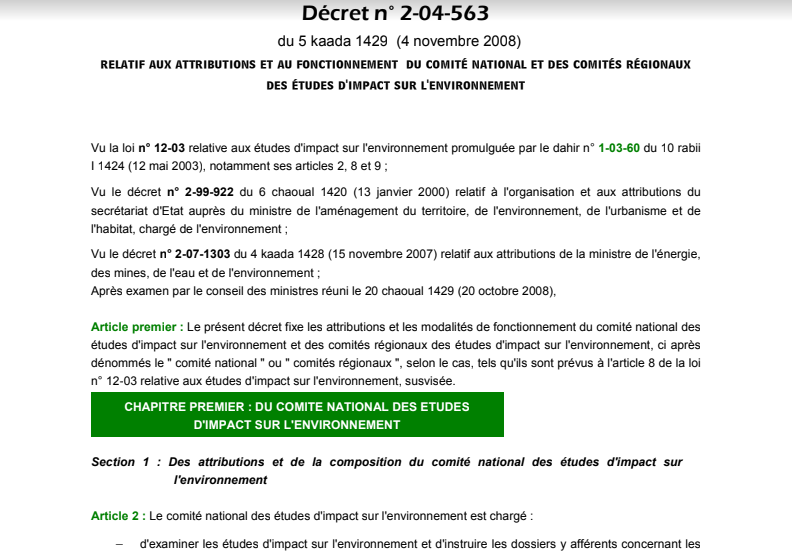 Décret n° 2-04-563
du 5 kaada 1429 (4 novembre 2008)
RELATIF AUX ATTRIBUTIONS ET AU FONCTIONNEMENT DU COMITÉ NATIONAL ET DES COMITÉS RÉGIONAUX
DES ÉTUDES D'IMPACT SUR L'ENVIRONNEMENT
Vu la loi n° 12-03 relative aux études d'impact sur l'environnement promulguée par le dahir n° 1-03-60 du 10 rabii
I 1424 (12 mai 2003), notamment ses articles 2, 8 et 9 ;
Vu le décret n° 2-99-922 du 6 chaoual 1420 (13 janvier 2000) relatif à l'organisation et aux attributions du
secrétariat d'Etat auprès du ministre de l'aménagement du territoire, de l'environnement, de l'urbanisme et de
l'habitat, chargé de l'environnement ;
Vu le décret n° 2-07-1303 du 4 kaada 1428 (15 novembre 2007) relatif aux attributions de la ministre de l'énergie,
des mines, de l'eau et de l'environnement ;
Après examen par le conseil des ministres réuni le 20 chaoual 1429 (20 octobre 2008),
Article premier : Le présent décret fixe les attributions et les modalités de fonctionnement du comité national des
études d'impact sur l'environnement et des comités régionaux des études d'impact sur l'environnement, ci après
dénommés le " comité national " ou " comités régionaux ", selon le cas, tels qu'ils sont prévus à l'article 8 de la loi
n° 12-03 relative aux études d'impact sur l'environnement, susvisée.
CHAPITRE PREMIER : DU COMITE NATIONAL DES ETUDES
D'IMPACT SUR L'ENVIRONNEMENT
Section 1 : Des attributions et de la composition du comité national des études d'impact sur
l'environnement
Article 2 : Le comité national des études d'impact sur l'environnement est chargé :
– d'examiner les études d'impact sur l'environnement et d'instruire les dossiers y afférents concernant les